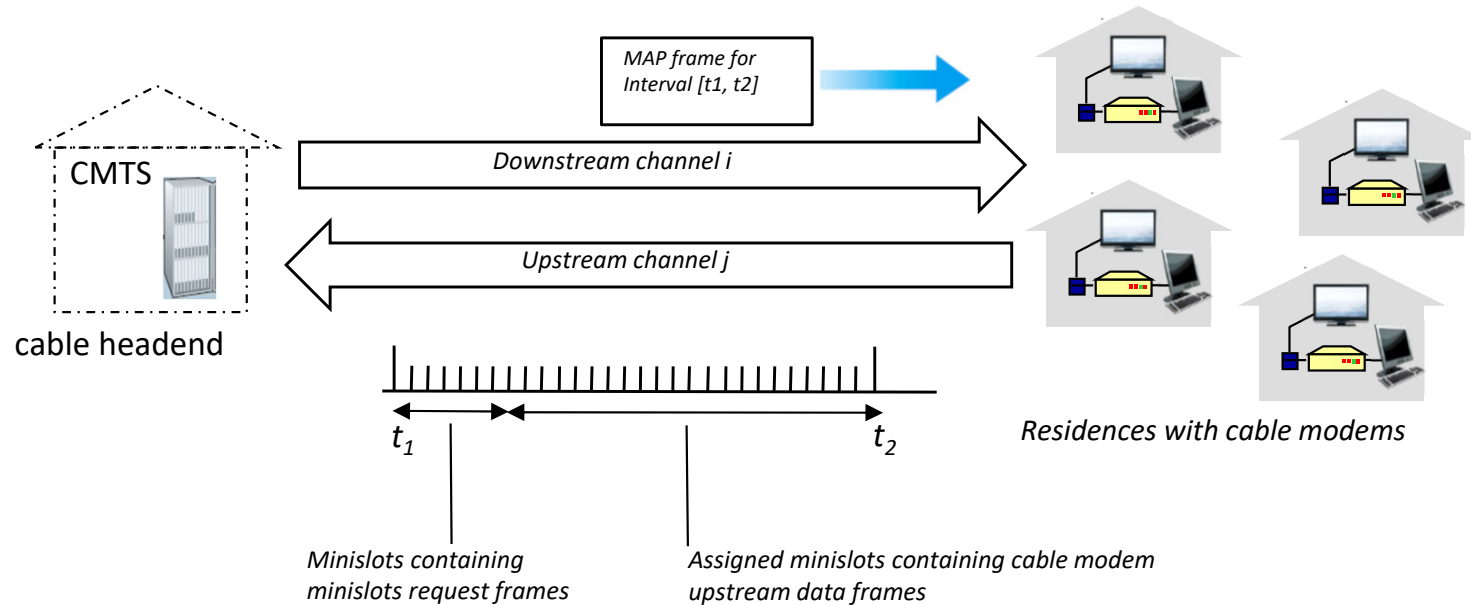 MAP frame for
Interval [t1, t2]
CMTS
Downstream channel i
Upstream channel j
cable headend
t1
t2
Residences with cable modems
Minislots containing
minislots request frames
Assigned minislots containing cable modem
upstream data frames